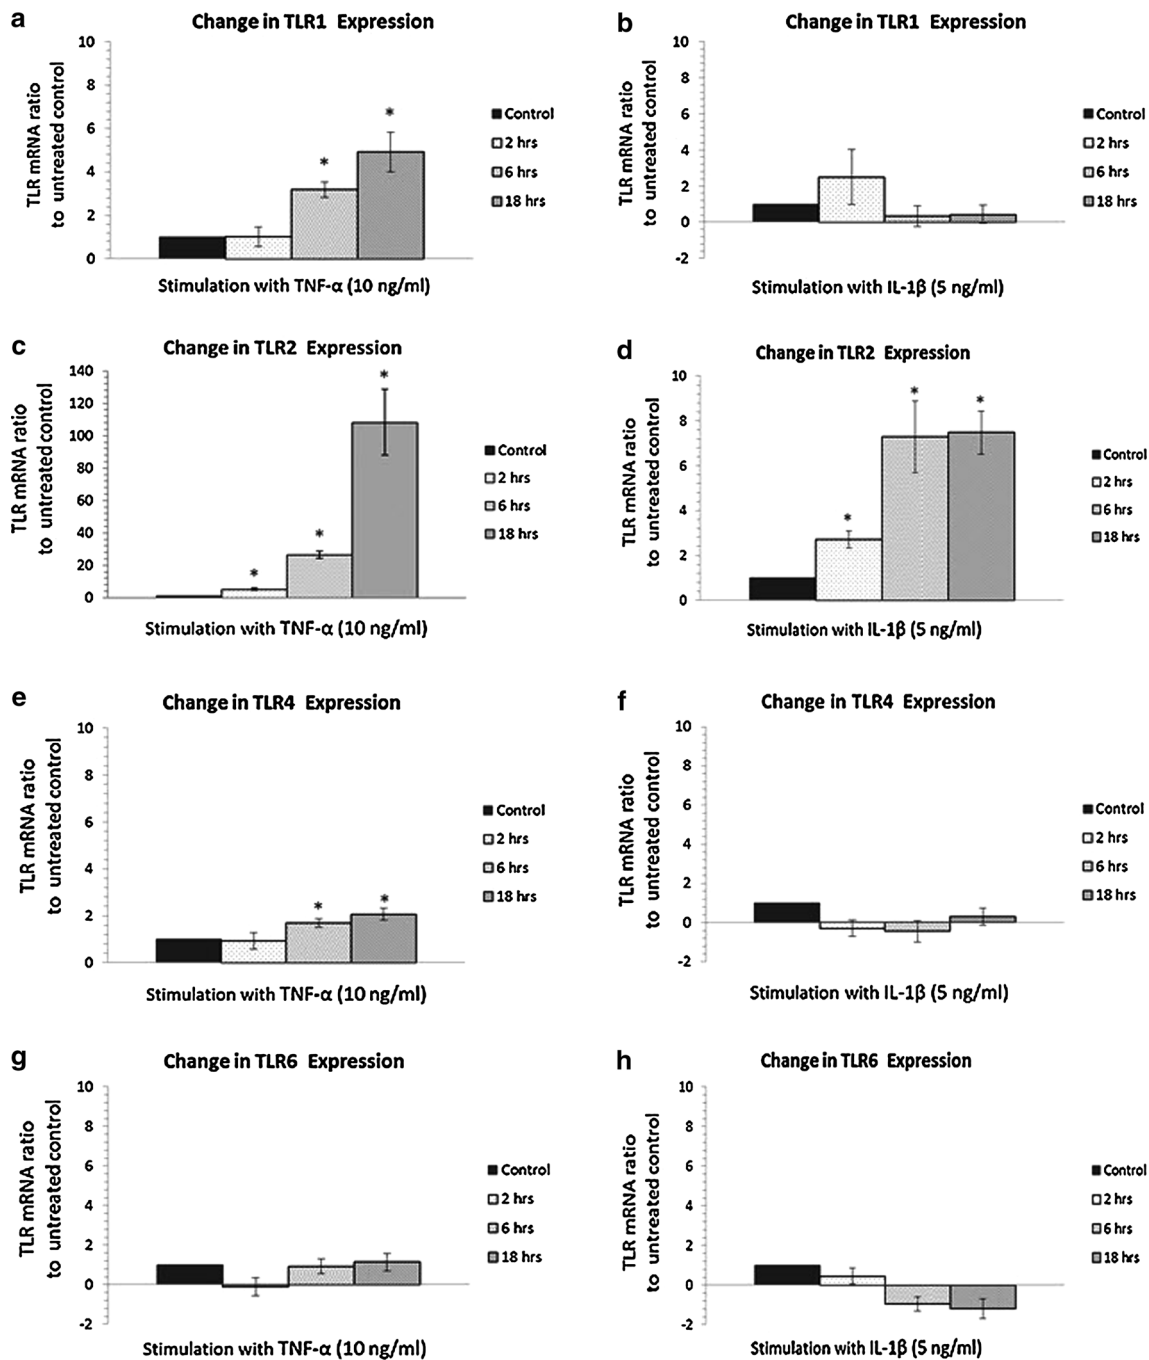 a
Change in TLR1 Expression
TLR mRNA ratio
to untreated control
10
8
6
4
2
0
*
*
Control
2 hrs
6 hrs
18 hrs
Stimulation with TNF-α (10 ng/ml)
b
Change in TLR1 Expression
TLR mRNA ratio
to untreated control
10
8
6
4
2
0
-2
Control
2 hrs
6 hrs
18 hrs
Stimulation with IL-1β (5 ng/ml)
c
Change in TLR2 Expression
TLR mRNA ratio
to untreated control
140
120
100
80
60
40
20
0
*
*
*
Control
2 hrs
6 hrs
18 hrs
Stimulation with TNF-α (10 ng/ml)
d
Change in TLR2 Expression
TLR mRNA ratio
to untreated control
10
8
6
4
2
0
*
*
*
Control
2 hrs
6 hrs
18 hrs
Stimulation with IL-1β (5 ng/ml)
e
Change in TLR4 Expression
TLR mRNA ratio
to untreated control
10
8
6
4
2
0
*
*
Control
2 hrs
6 hrs
18 hrs
Stimulation with TNF-α (10 ng/ml)
f
Change in TLR4 Expression
TLR mRNA ratio
to untreated control
10
8
6
4
2
0
-2
Control
2 hrs
6 hrs
18 hrs
Stimulation with IL-1β (5 ng/ml)
g
Change in TLR6 Expression
TLR mRNA ratio
to untreated control
10
8
6
4
2
0
-2
Control
2 hrs
6 hrs
18 hrs
Stimulation with TNF-α (10 ng/ml)
h
Change in TLR6 Expression
TLR mRNA ratio
to untreated control
10
8
6
4
2
0
-2
Control
2 hrs
6 hrs
18 hrs
Stimulation with IL-1β (5 ng/ml)